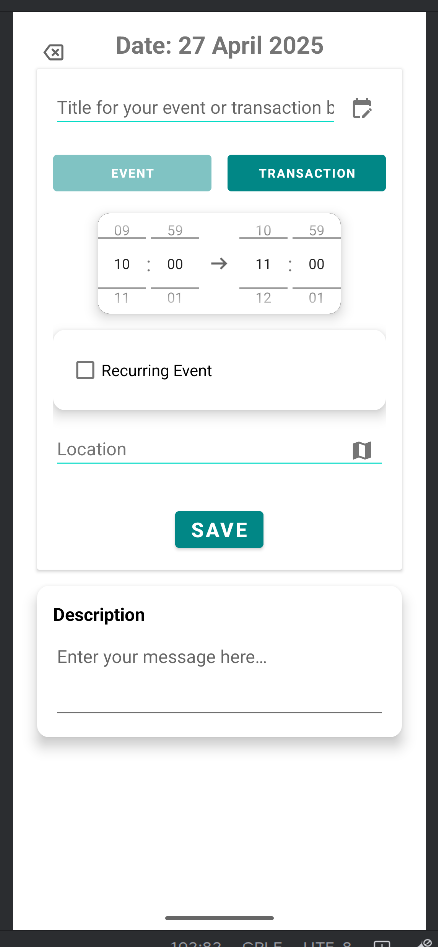 Date: 27 April 2025
Title for your event or transaction b
EVENT
TRANSACTION
09 59 10 59
10 : 00 → 11 : 00
11 01 12 01
Recurring Event
Location
SAVE
Description
Enter your message here...